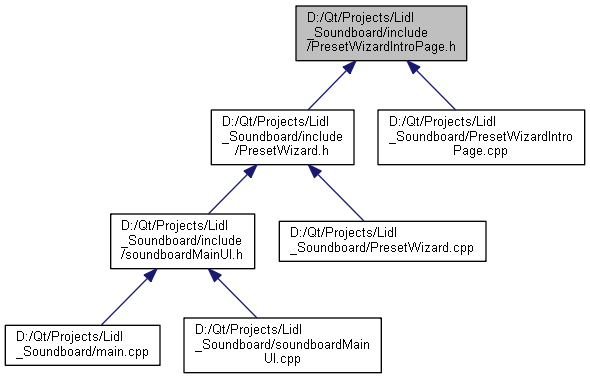 D:/Qt/Projects/Lidl
_Soundboard/include
/PresetWizardIntroPage.h
D:/Qt/Projects/Lidl
_Soundboard/include
/PresetWizard.h
D:/Qt/Projects/Lidl
_Soundboard/PresetWizardIntro
Page.cpp
D:/Qt/Projects/Lidl
_Soundboard/include
/soundboardMainUI.h
D:/Qt/Projects/Lidl
_Soundboard/PresetWizard.cpp
D:/Qt/Projects/Lidl
_Soundboard/main.cpp
D:/Qt/Projects/Lidl
_Soundboard/soundboardMain
UI.cpp